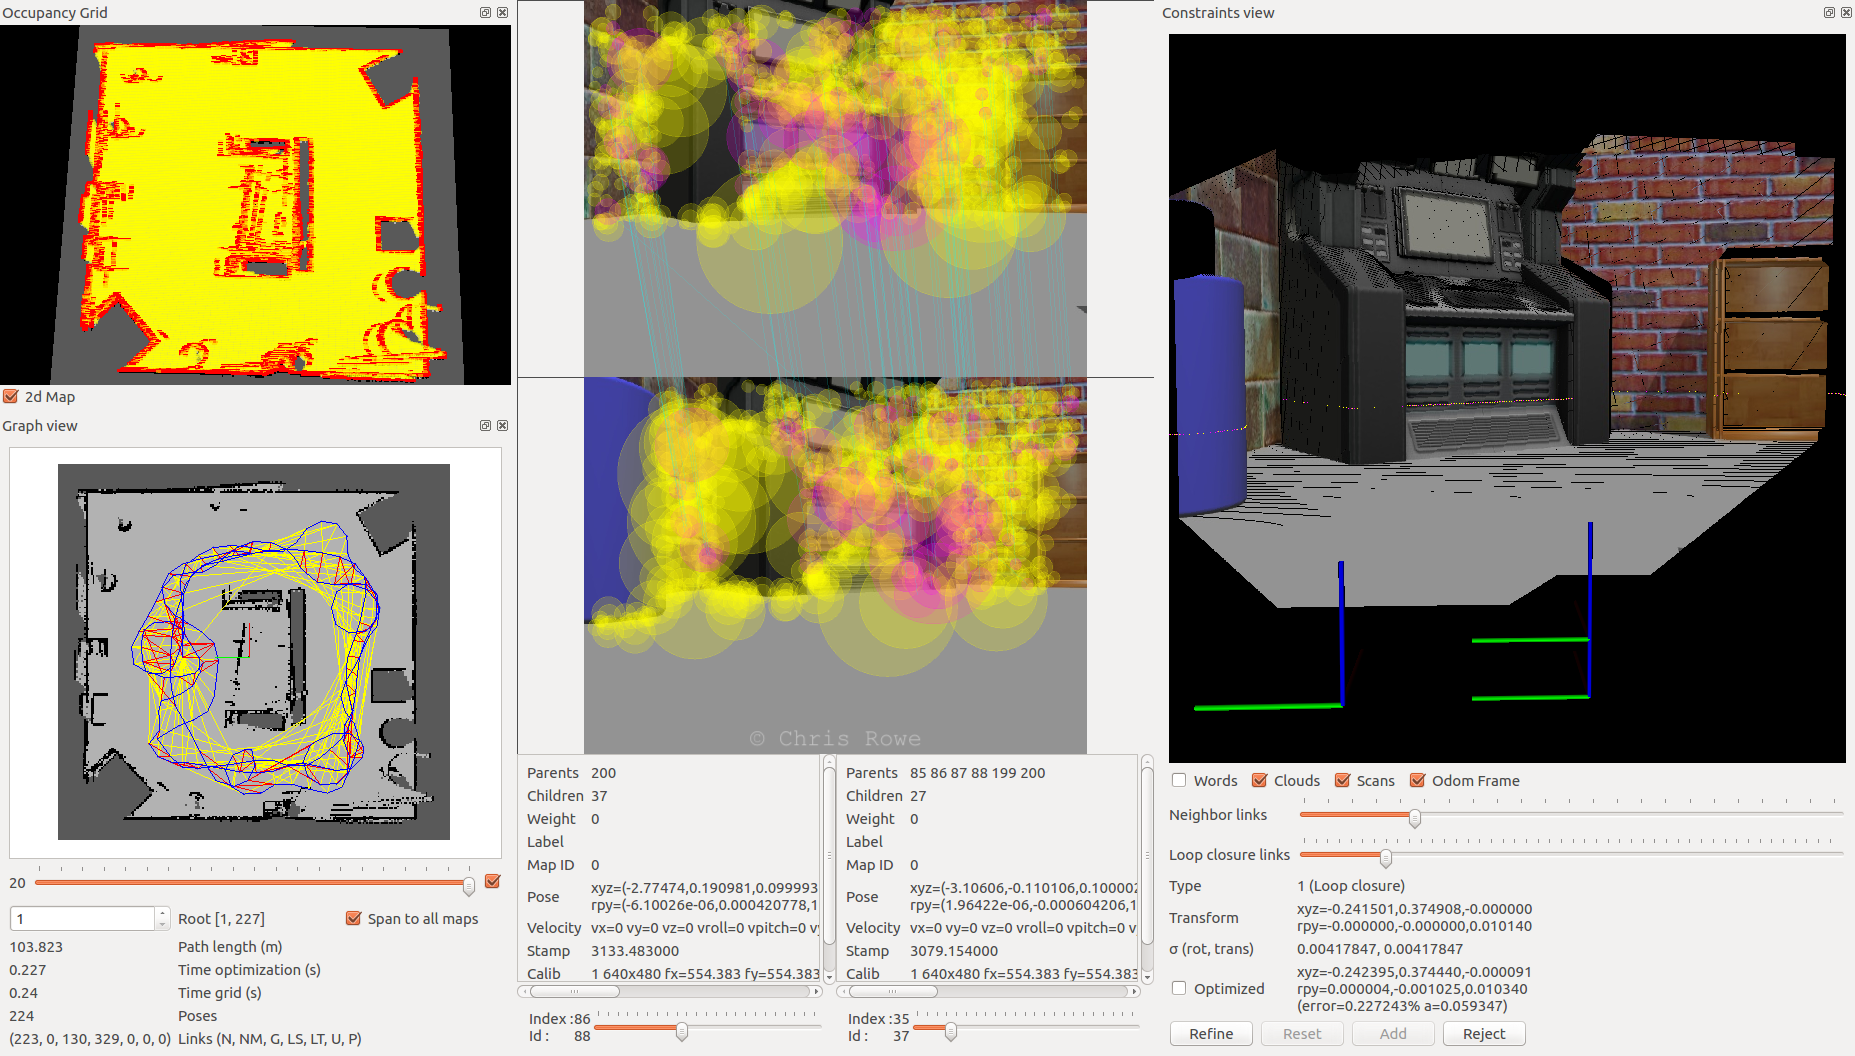 Occupancy Grid
2d Map
Graph view
20
1
Root [1, 227]
Span to all maps
103.823 Path length (m)
0.227 Time optimization (s)
0.24 Time grid (s)
224 Poses
(223, 0, 130, 329, 0, 0, 0) Links (N, NM, G, LS, LT, U, P)
© Chris Rowe
Parents 200
Children 37
Weight 0
Label
Map ID 0
Pose xyz=(-2.77474,0.190981,0.099993
rpy=(-6.10026e-06,0.000420778,1
Velocity vx=0 vy=0 vz=0 vroll=0 vpitch=0 vy
Stamp 3133.483000
Calib 1 640x480 fx=554.383 fy=554.383
Index :86
Id : 88
Parents 85 86 87 88 199 200
Children 27
Weight 0
Label
Map ID 0
Pose xyz=(-3.10606,-0.110106,0.100002
rpy=(1.96422e-06,-0.000604206,1
Velocity vx=0 vy=0 vz=0 vroll=0 vpitch=0 v
Stamp 3079.154000
Calib 1 640x480 fx=554.383 fy=554.383
Index :35
Id : 37
Constraints view
Words Clouds Scans Odom Frame
Neighbor links
Loop closure links
Type 1 (Loop closure)
Transform xyz=-0.241501,0.374908,-0.000000
rpy=-0.000000,-0.000000,0.010140
σ (rot, trans) 0.00417847, 0.00417847
Optimized xyz=-0.242395,0.374440,-0.000091
rpy=0.000004,-0.001025,0.010340
(error=0.227243% a=0.059347)
Refine Reset Add Reject